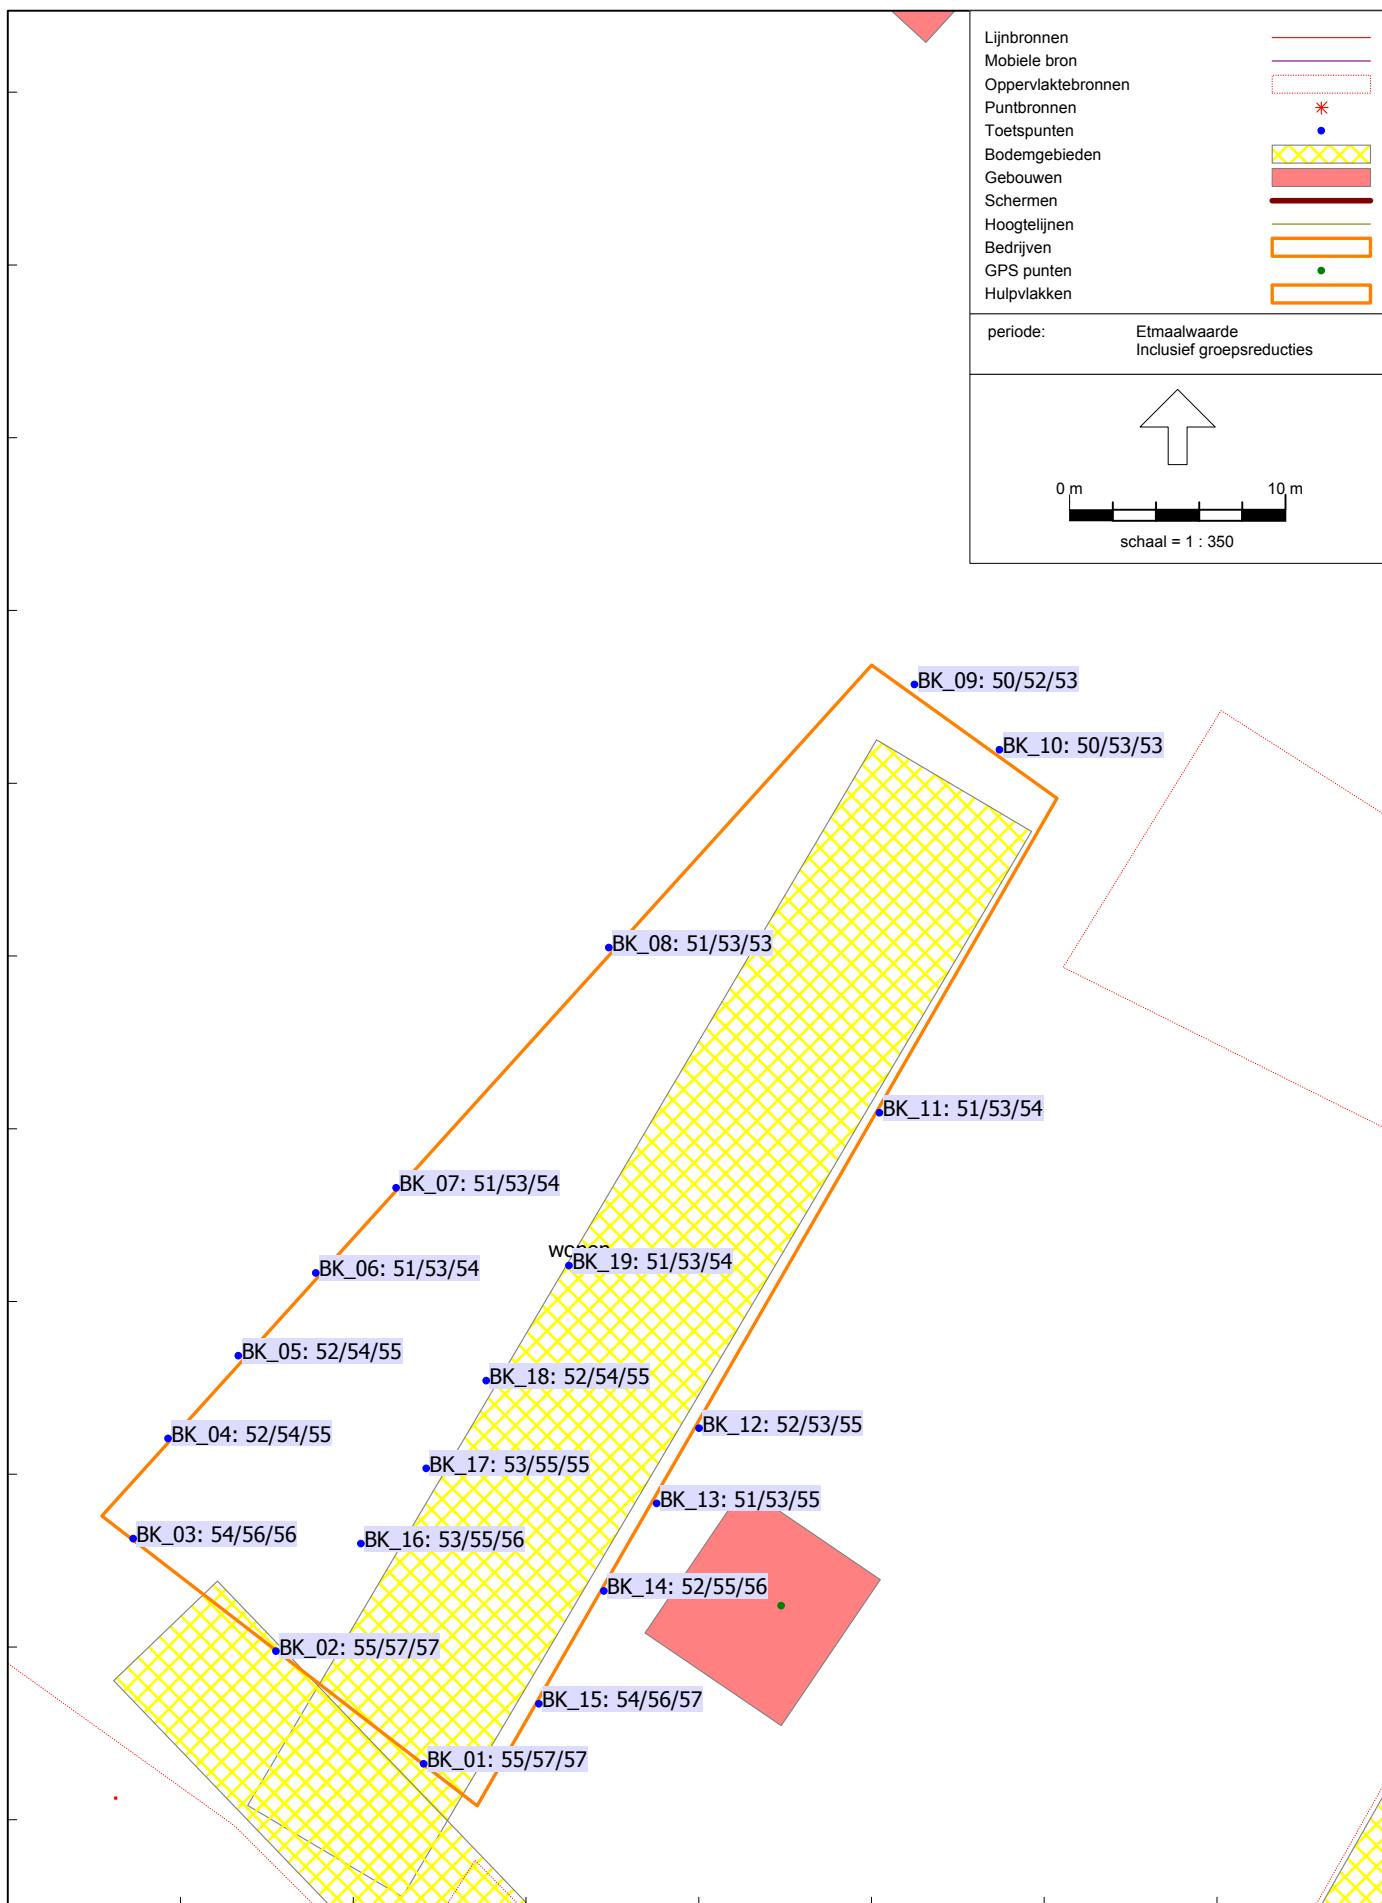 Lijnbronnen
Mobiele bron
Oppervlaktebronnen
Puntbronnen
Toetspunten
Bodemgebieden
Gebouwen
Schermen
Hoogtelijnen
Bedrijven
GPS punten
Hulpvlakken
periode: Etmaalwaarde
Inclusief groepsreducties
0 m 10 m
schaal = 1 : 350
BK_09: 50/52/53
BK_10: 50/53/53
BK_08: 51/53/53
BK_11: 51/53/54
BK_07: 51/53/54
wonen
BK_19: 51/53/54
BK_06: 51/53/54
BK_05: 52/54/55
BK_18: 52/54/55
BK_12: 52/53/55
BK_04: 52/54/55
BK_17: 53/55/55
BK_13: 51/53/55
BK_03: 54/56/56
BK_16: 53/55/56
BK_14: 52/55/56
BK_02: 55/57/57
BK_15: 54/56/57
BK_01: 55/57/57